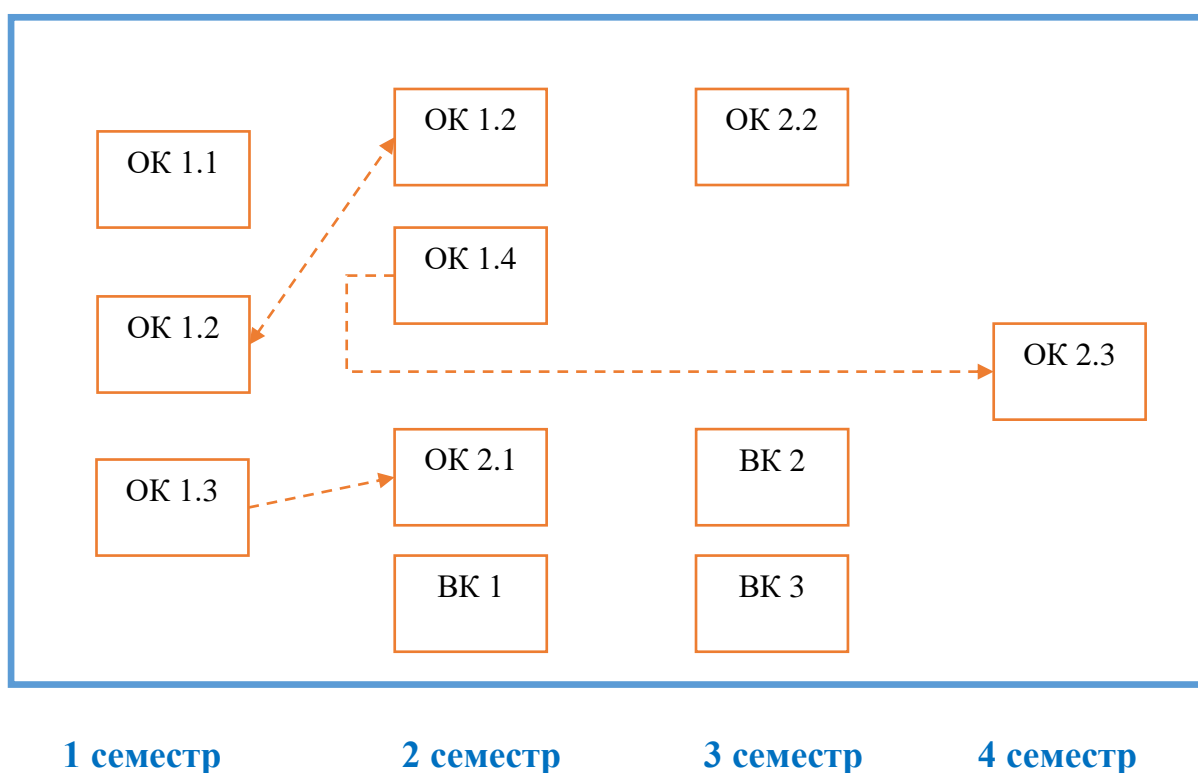 ОК 1.2
ОК 2.2
ОК 1.1
ОК 1.4
ОК 1.2
ОК 2.3
ОК 2.1
ВК 2
ОК 1.3
ВК 1
ВК 3
1 семестр 2 семестр 3 семестр 4 семестр